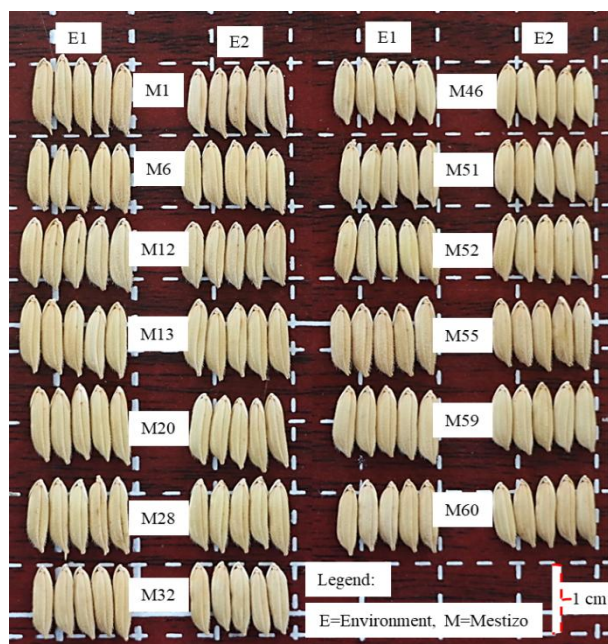 E1 E2 E1 E2
M1 M46
M6 M51
M12 M52
M13 M55
M20 M59
M28 M60
M32
Legend:
1 cm
E=Environment, M=Mestizo